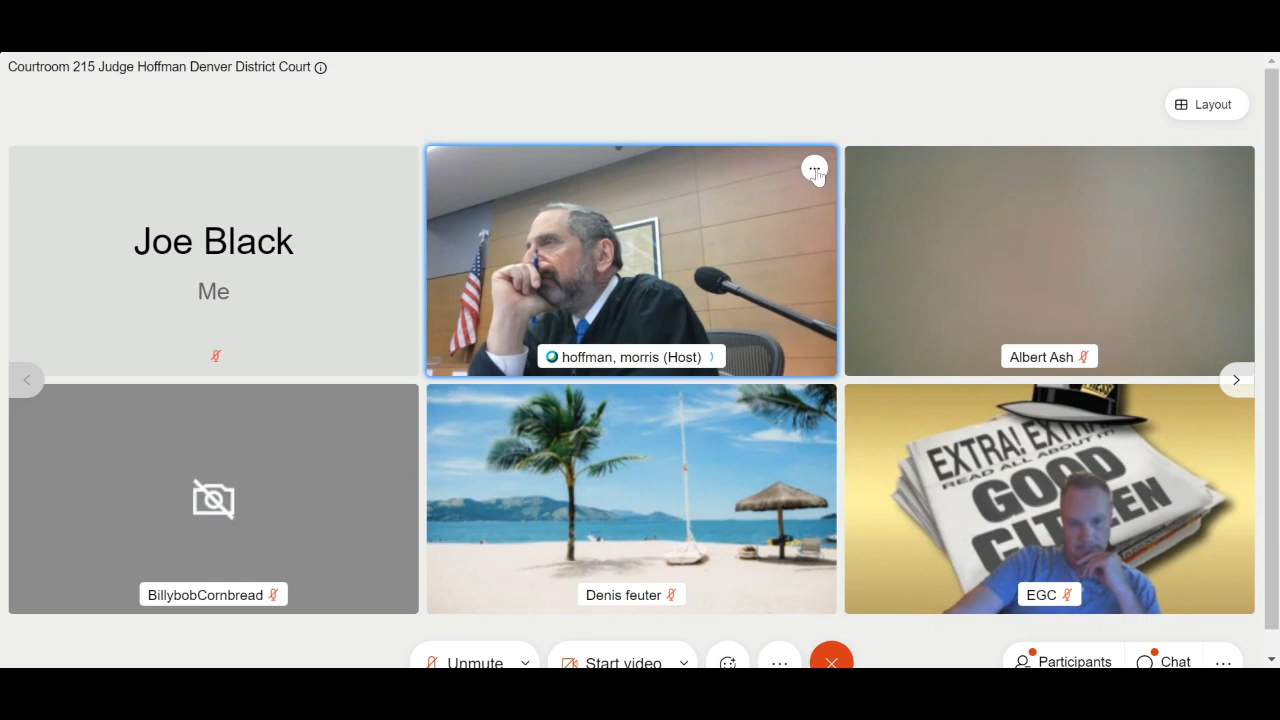 Courtroom 215 Judge Hoffman Denver District Court
Layout
Joe Black
Me
hoffman, morris (Host)
Albert Ash
EXTRA! EXTRA!
READ ALL ABOUT IT!
GOOD
CITIZEN
BillybobCornbread
Denis feuter
EGC
Unmute
Start video
Participants
Chat